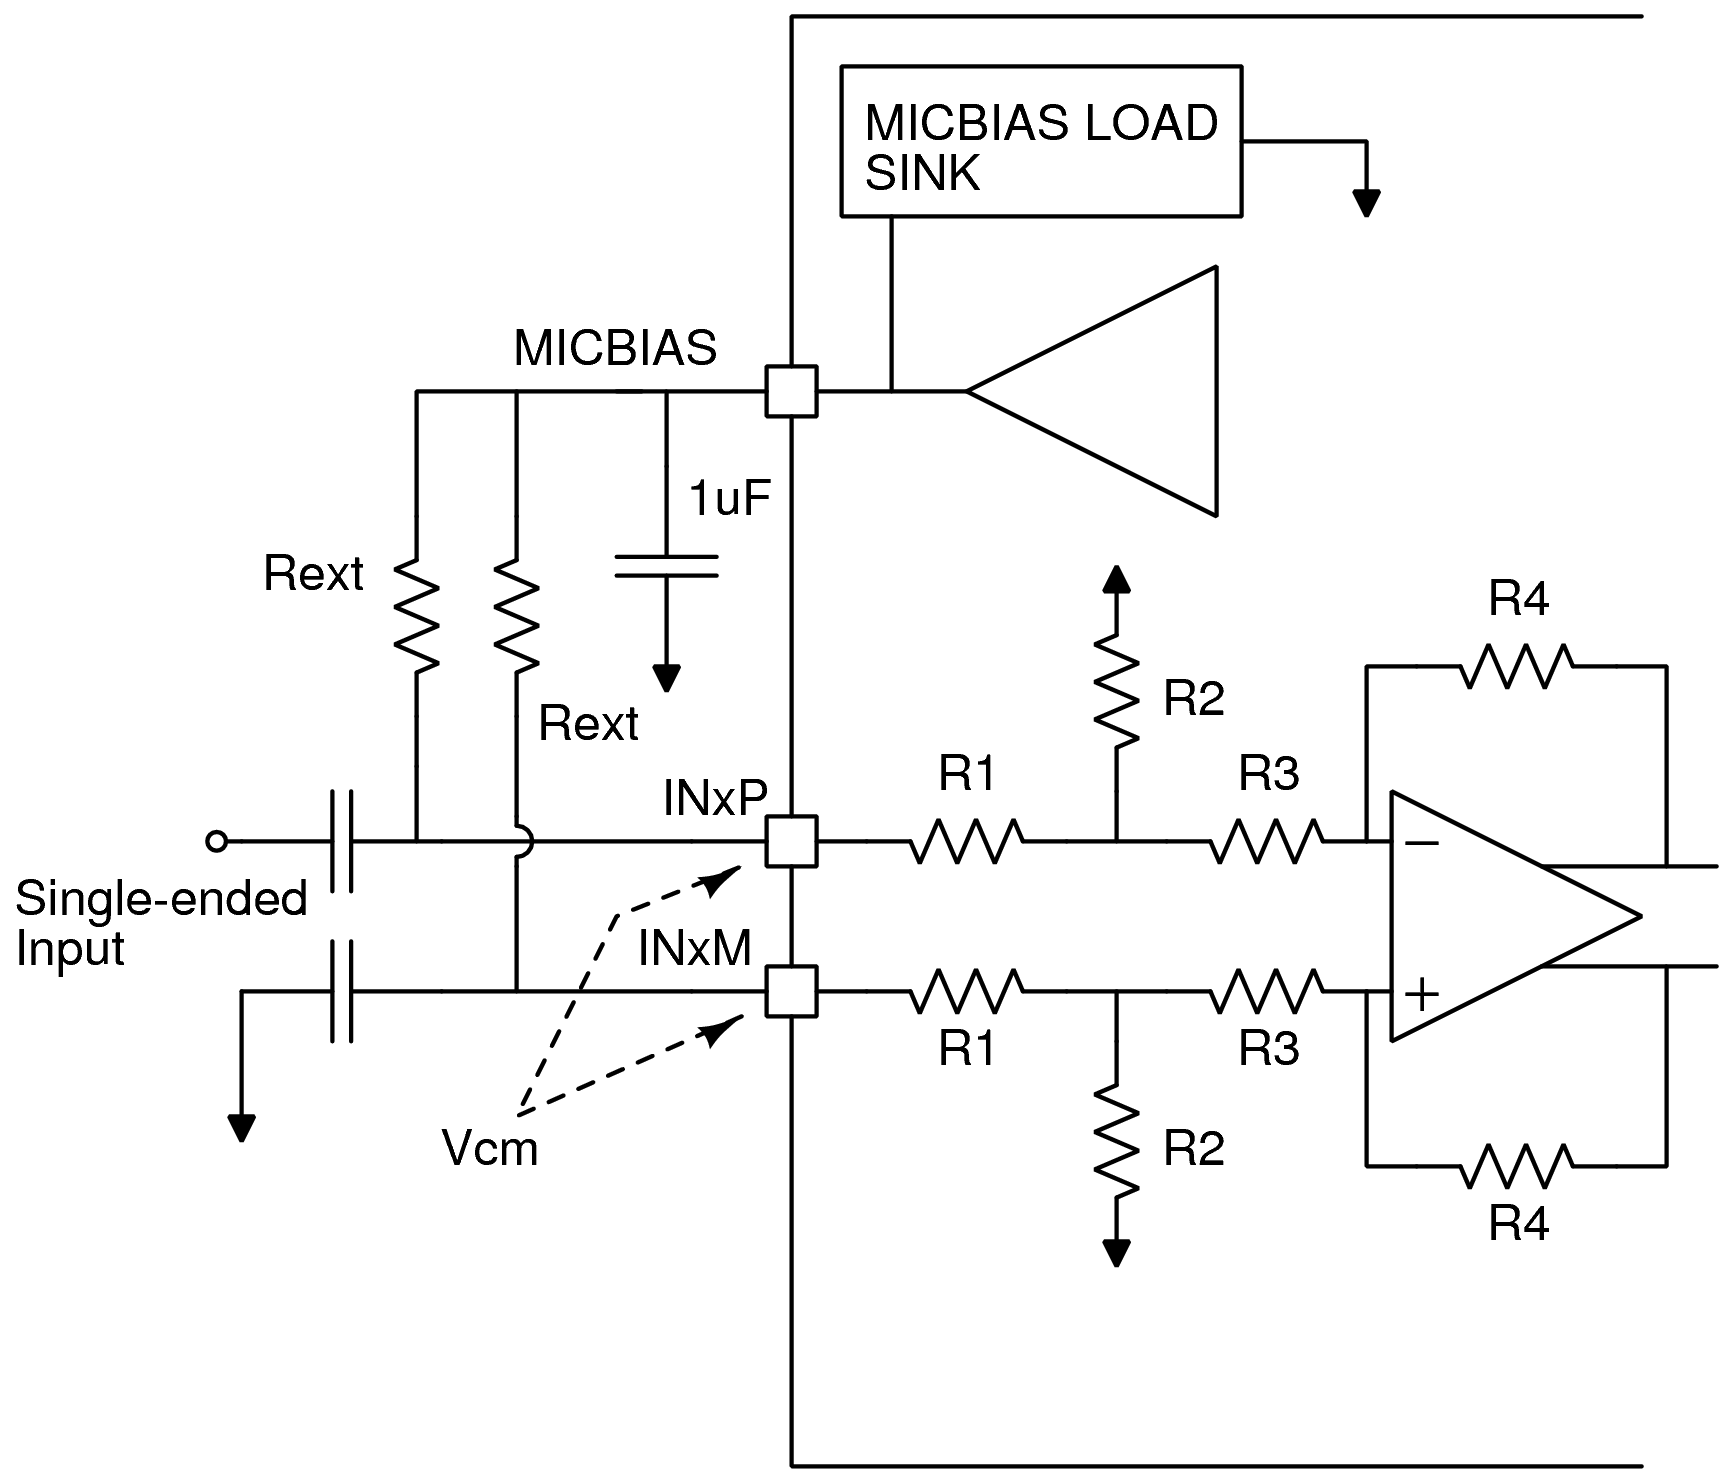 MICBIAS LOAD
SINK
MICBIAS
1uF
Rext
Rext
R4
R2
INxP
R1
R3
−
Single-ended
Input
INxM
+
R1
R3
Vcm
R2
R4